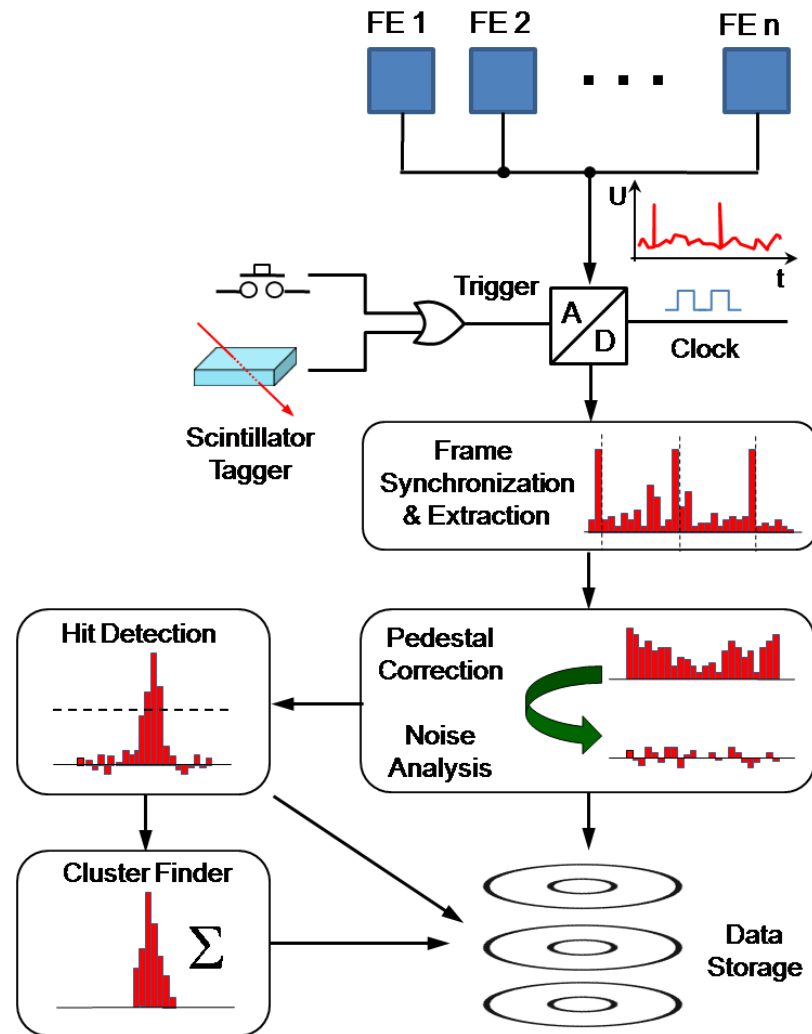 FE 1 FE 2 FE n
U
t
Trigger
A
D
Clock
Scintillator
Tagger
Frame
Synchronization
& Extraction
Hit Detection
Pedestal
Correction
Noise
Analysis
Cluster Finder
Σ
Data
Storage